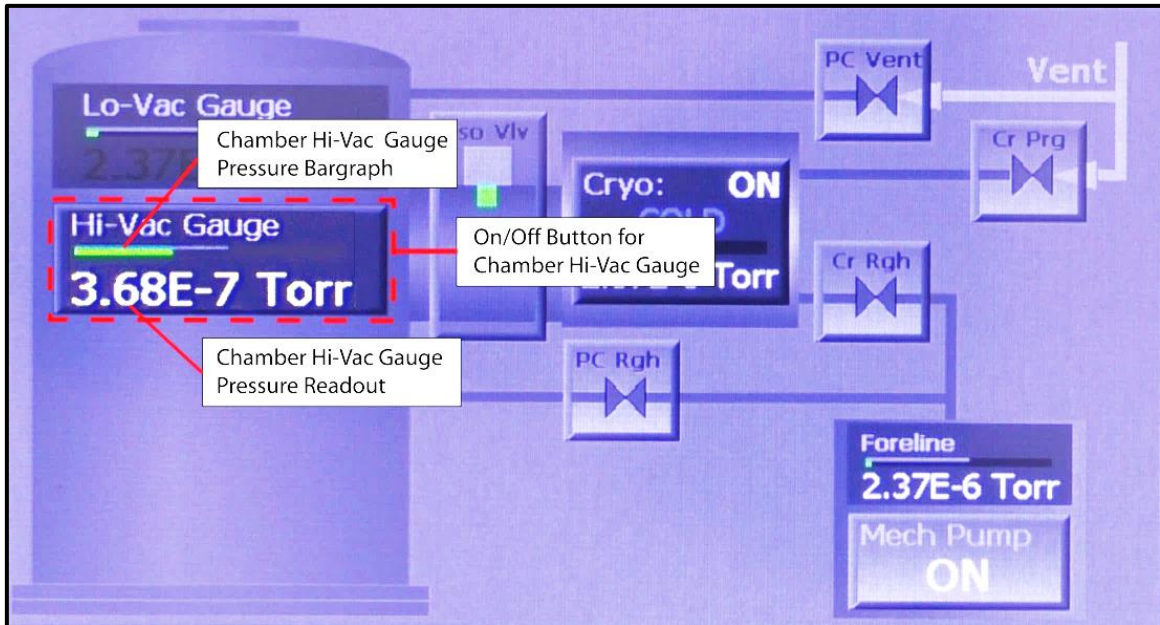 PC Vent
Vent
Lo-Vac Gauge
Chamber Hi-Vac Gauge
Pressure Bargraph
Cr Prg
Cryo: ON
COLD
Hi-Vac Gauge
3.68E-7 Torr
On/Off Button for
Chamber Hi-Vac Gauge
Torr
Cr Rgh
Chamber Hi-Vac Gauge
Pressure Readout
PC Rgh
Foreline
2.37E-6 Torr
Mech Pump
ON